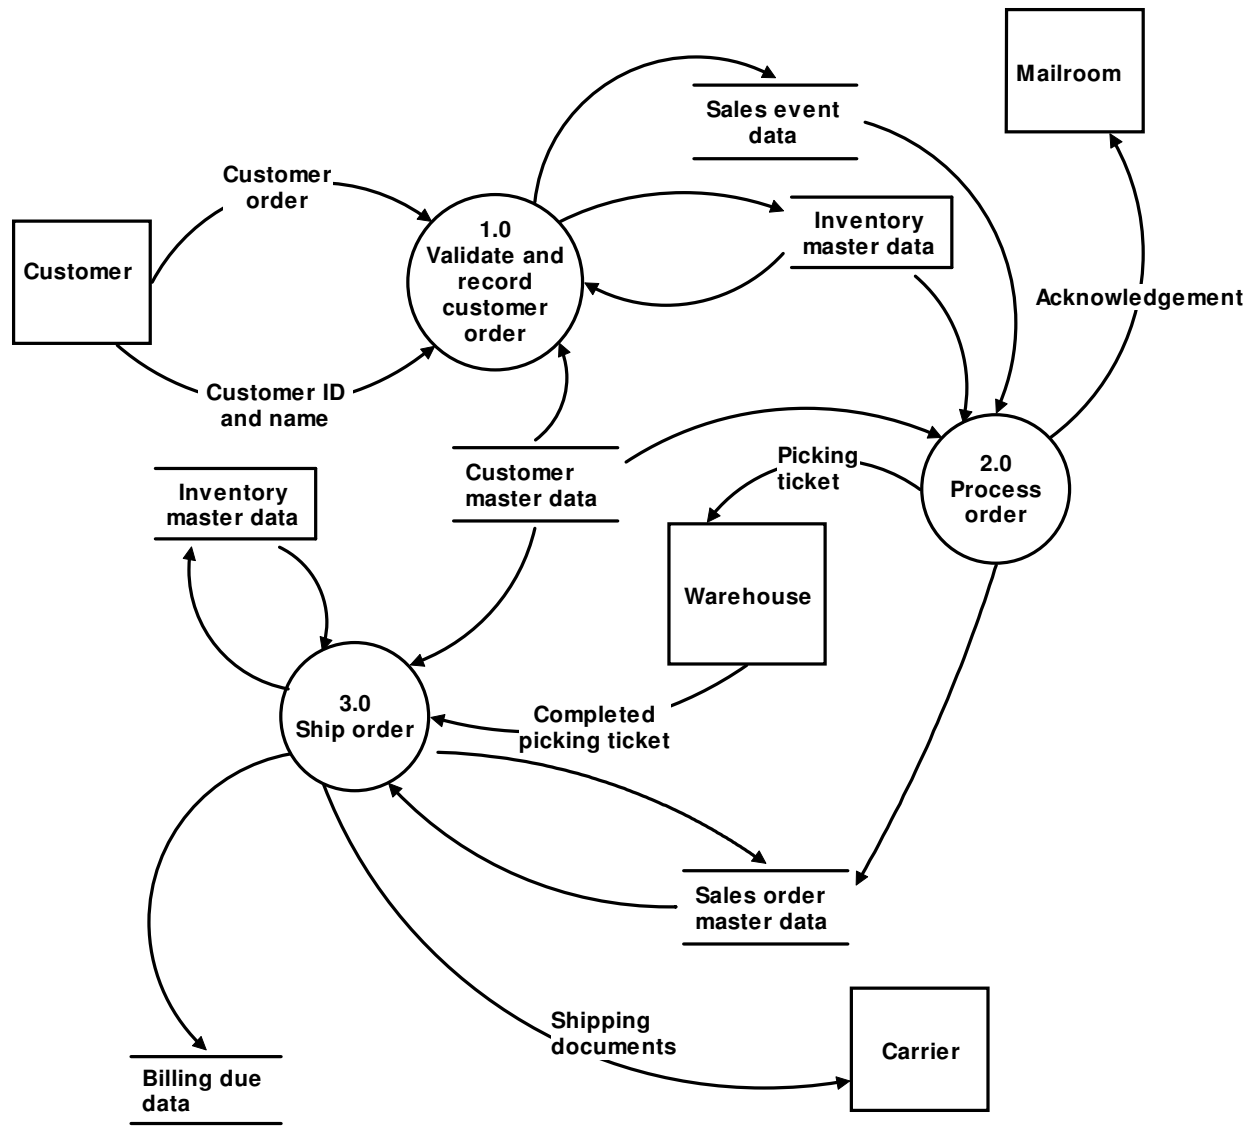 Mailroom
Sales event
data
Customer
order
Inventory
master data
1.0
Validate and
record
customer
order
Customer
Acknowledgement
Customer ID
and name
Picking
ticket
2.0
Process
order
Customer
master data
Inventory
master data
Warehouse
3.0
Ship order
Completed
picking ticket
Sales order
master data
Shipping
documents
Carrier
Billing due
data